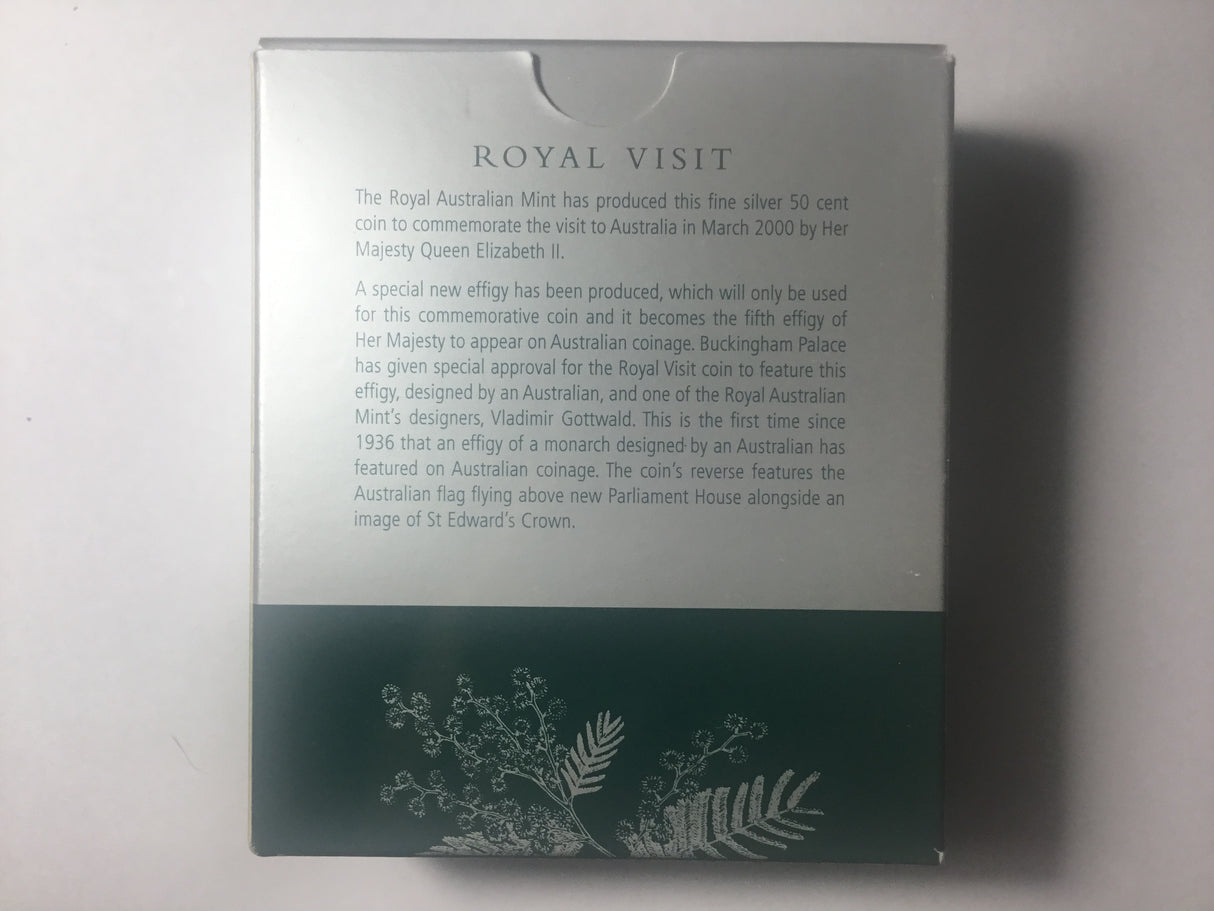 ROYAL VISIT
The Royal Australian Mint has produced this fine silver 50 cent
coin to commemorate the visit to Australia in March 2000 by Her
Majesty Queen Elizabeth II.
A special new effigy has been produced, which will only be used
for this commemorative coin and it becomes the fifth effigy of
Her Majesty to appear on Australian coinage. Buckingham Palace
has given special approval for the Royal Visit coin to feature this
effigy, designed by an Australian, and one of the Royal Australian
Mint's designers, Vladimir Gottwald. This is the first time since
1936 that an effigy of a monarch designed by an Australian has
featured on Australian coinage. The coin's reverse features the
Australian flag flying above new Parliament House alongside an
image of St Edward's Crown.